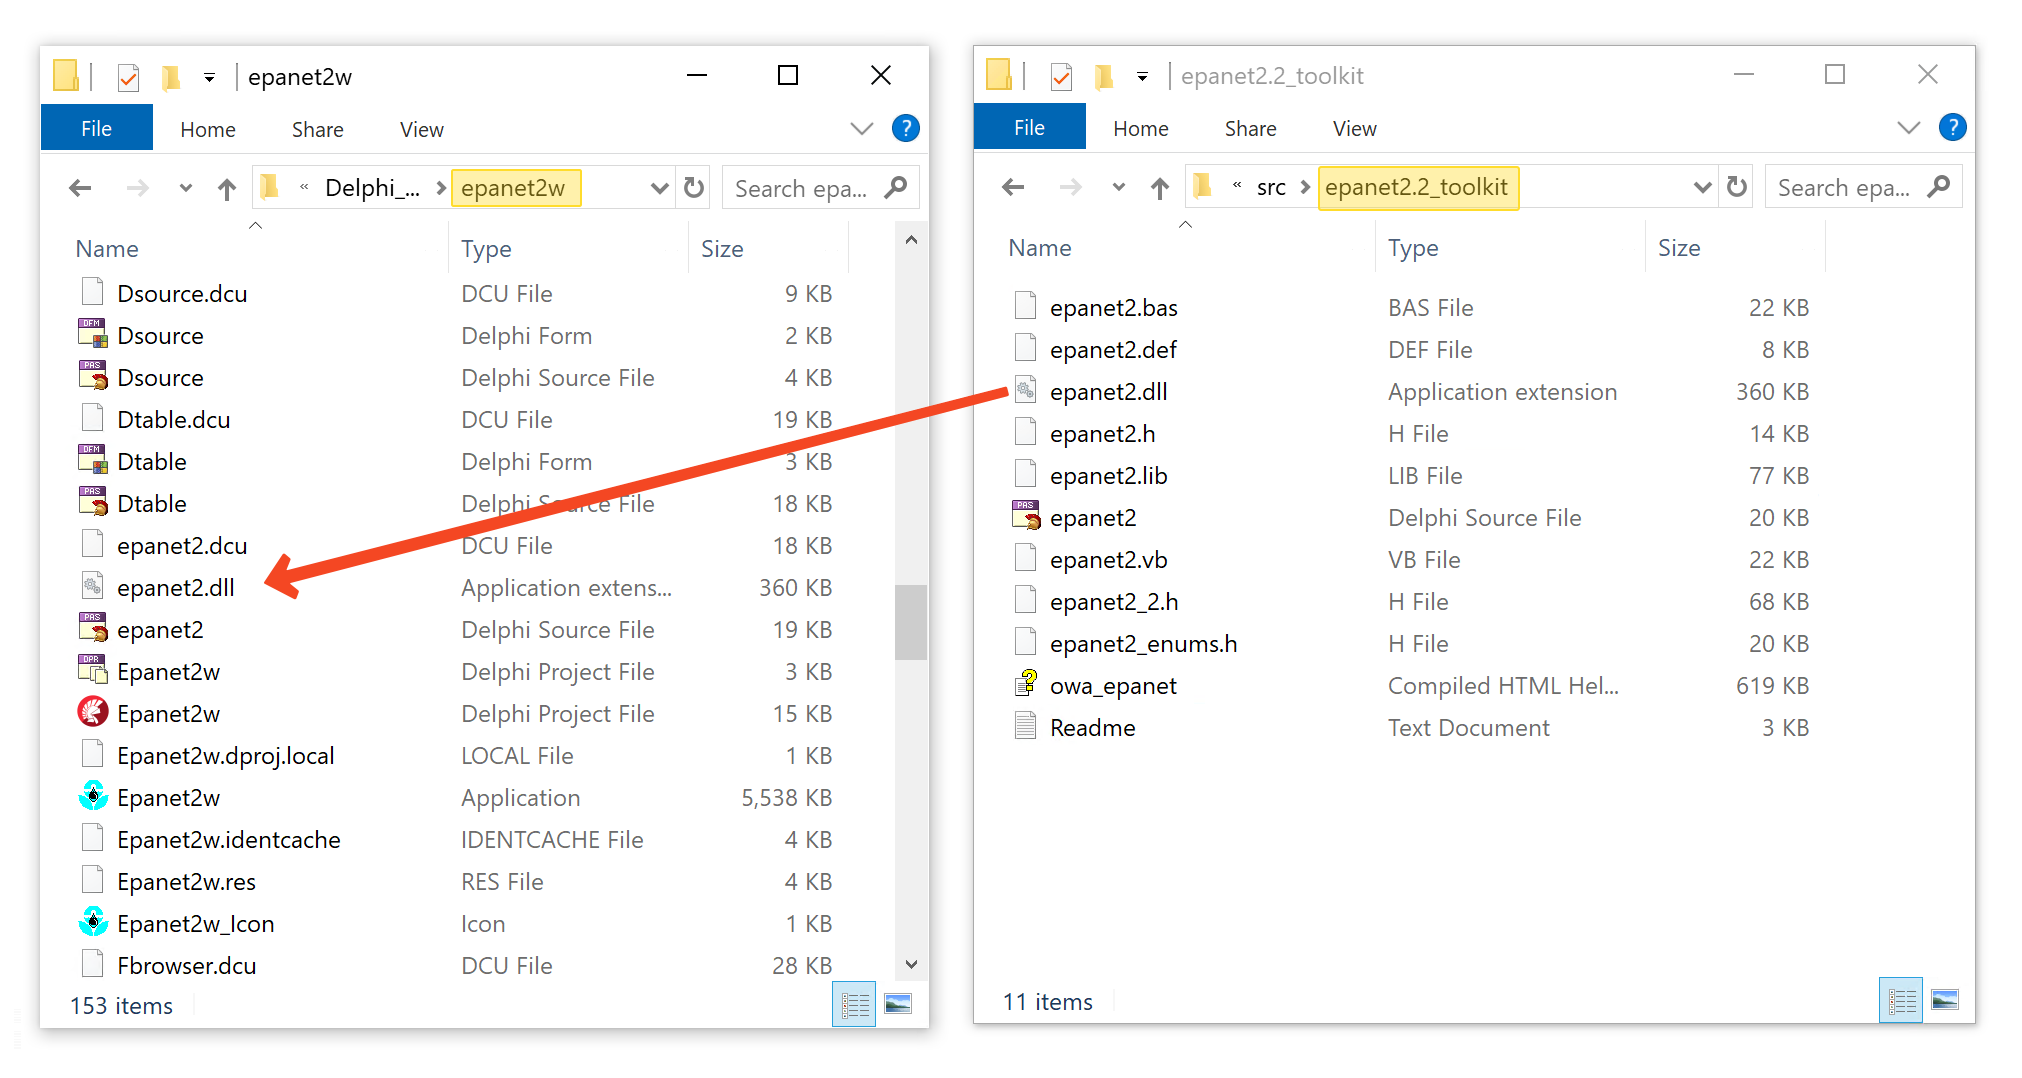 epanet2w
File Home Share View ?
« Delphi_... epanet2w Search epa...
Name Type Size
Dsource.dcu DCU File 9 KB
DFM Dsource Delphi Form 2 KB
PAS Dsource Delphi Source File 4 KB
Dtable.dcu DCU File 19 KB
DFM Dtable Delphi Form 3 KB
PAS Dtable Delphi Source File 18 KB
epanet2.dcu DCU File 18 KB
epanet2.dll Application extens... 360 KB
PAS epanet2 Delphi Source File 19 KB
DPR Epanet2w Delphi Project File 3 KB
Epanet2w Delphi Project File 15 KB
Epanet2w.dproj.local LOCAL File 1 KB
Epanet2w Application 5,538 KB
Epanet2w.identcache IDENTCACHE File 4 KB
Epanet2w.res RES File 4 KB
Epanet2w_Icon Icon 1 KB
Fbrowser.dcu DCU File 28 KB
153 items
epanet2.2_toolkit
File Home Share View ?
« src epanet2.2_toolkit Search epa...
Name Type Size
epanet2.bas BAS File 22 KB
epanet2.def DEF File 8 KB
epanet2.dll Application extension 360 KB
epanet2.h H File 14 KB
epanet2.lib LIB File 77 KB
PAS epanet2 Delphi Source File 20 KB
epanet2.vb VB File 22 KB
epanet2_2.h H File 68 KB
epanet2_enums.h H File 20 KB
owa_epanet Compiled HTML Hel... 619 KB
Readme Text Document 3 KB
11 items